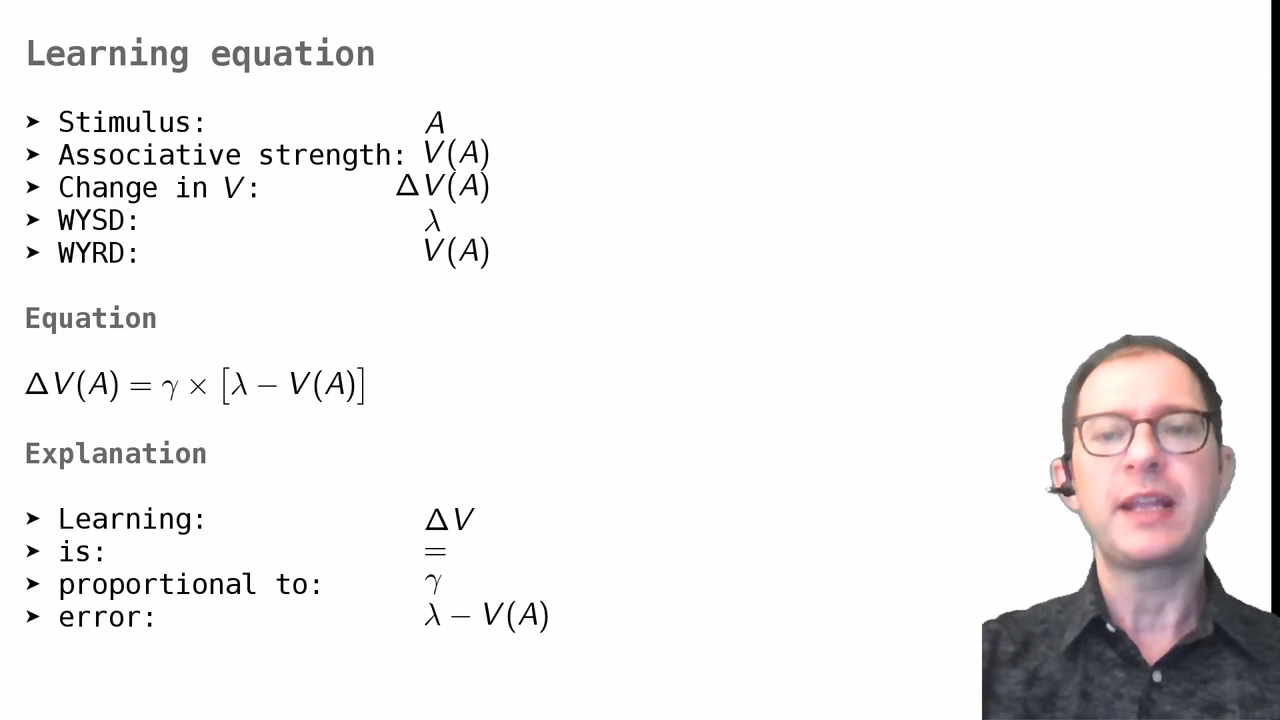 Learning equation
➤ Stimulus: A
➤ Associative strength: V(A)
➤ Change in V: ΔV(A)
➤ WYSD: λ
➤ WYRD: V(A)
Equation
ΔV(A) = γ × [λ − V(A)]
Explanation
➤ Learning: ΔV
➤ is: =
➤ proportional to: γ
➤ error: λ − V(A)